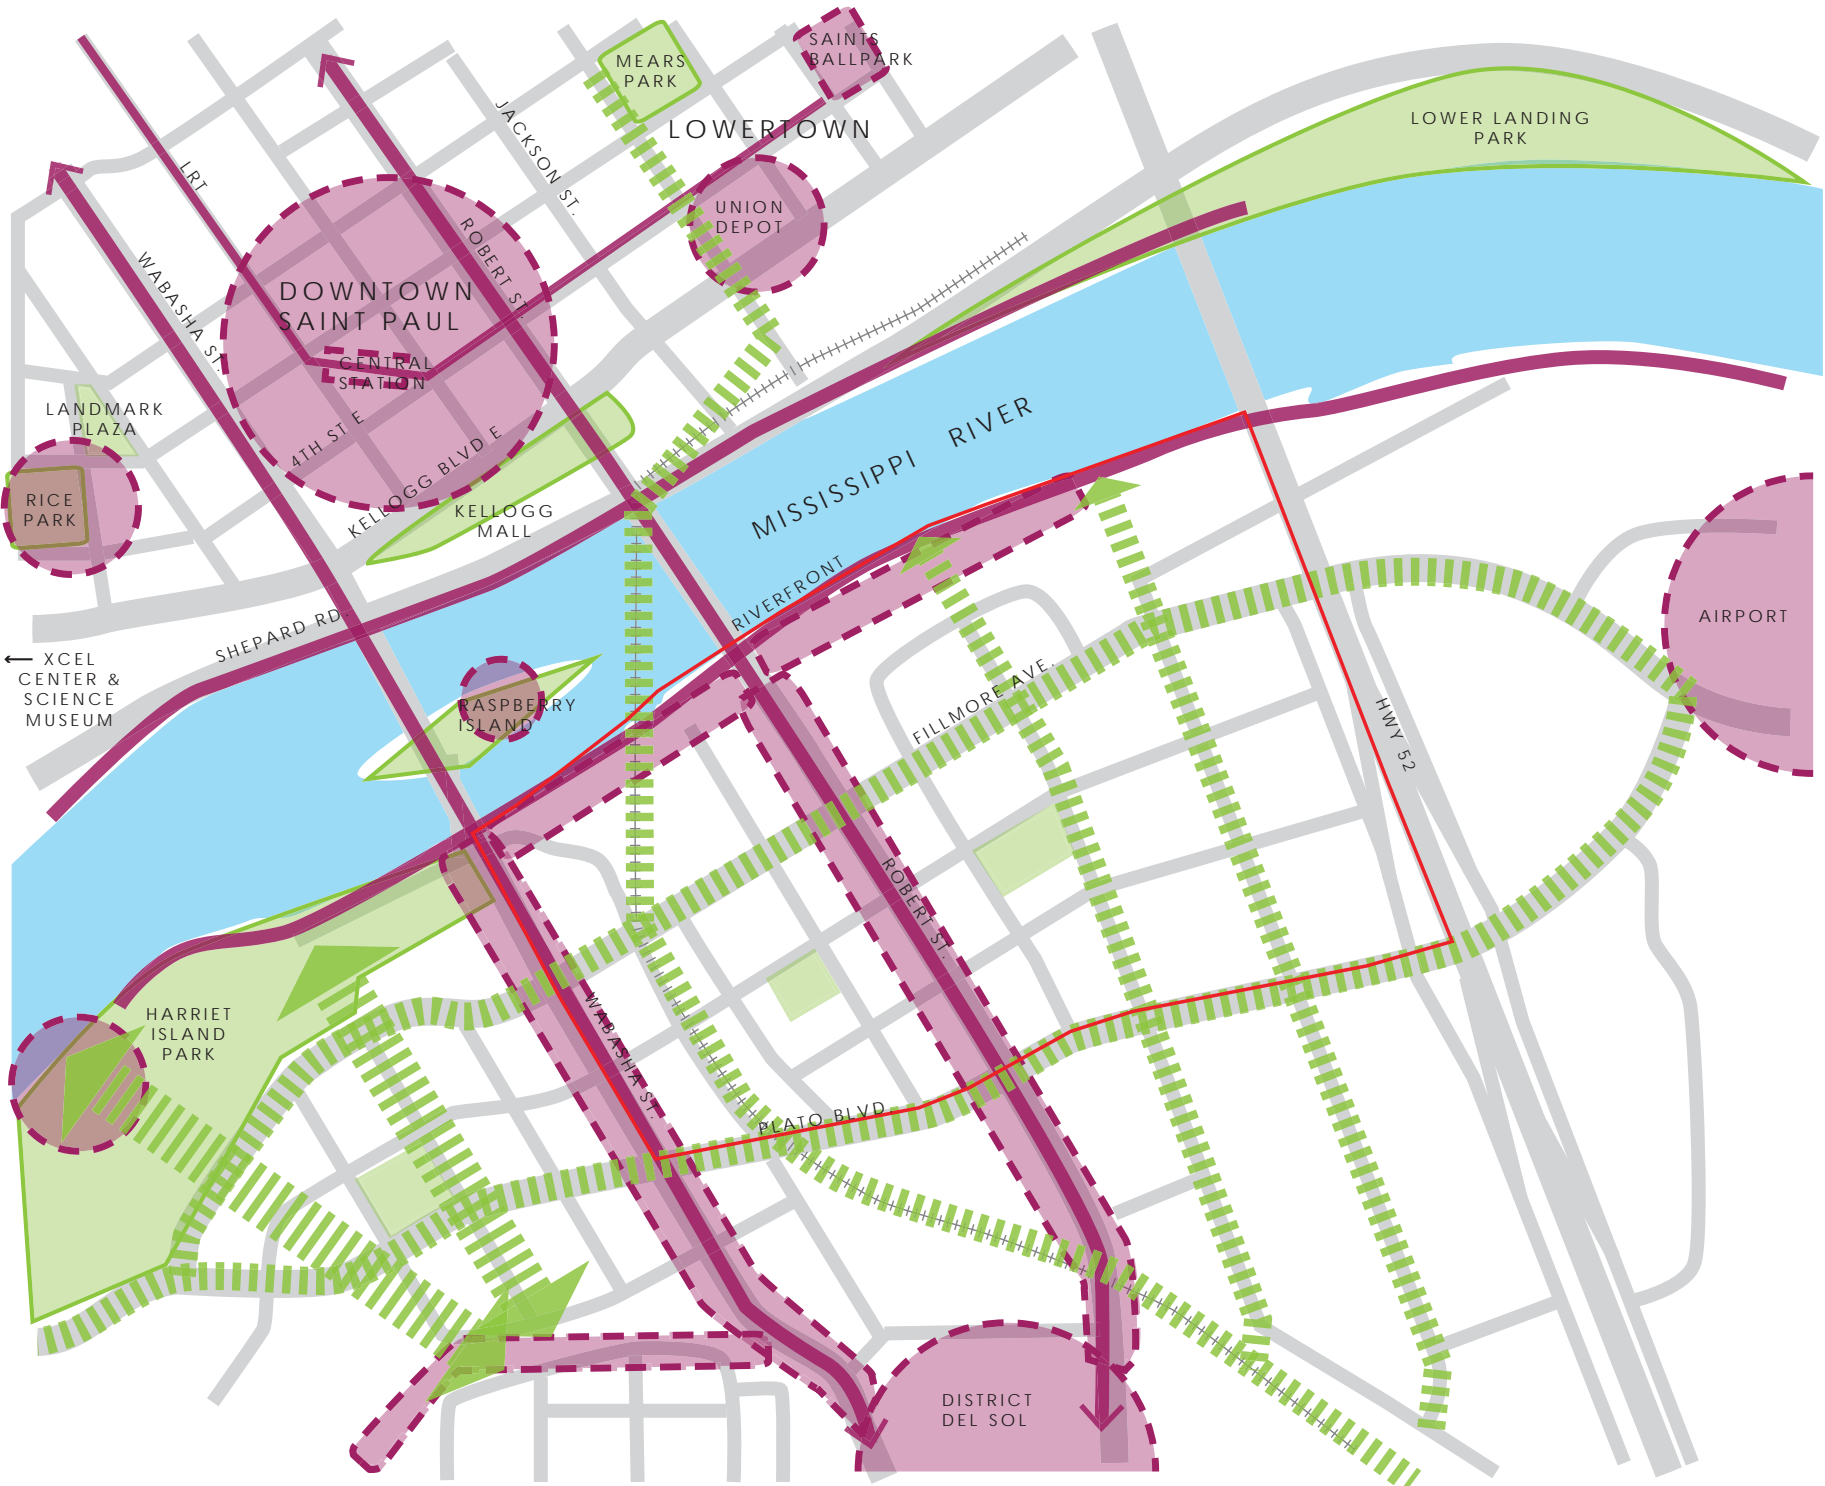 SAINTS
BALLPARK
MEARS
PARK
LOWERTOWN
JACKSON ST.
LOWER LANDING
PARK
LRT
UNION
DEPOT
ROBERT ST.
WABASHA ST.
DOWNTOWN
SAINT PAUL
CENTRAL
STATION
LANDMARK
PLAZA
4TH ST E
KELLOGG BLVD E
RICE
PARK
KELLOGG
MALL
MISSISSIPPI RIVER
RIVERFRONT
SHEPARD RD.
AIRPORT
← XCEL
CENTER &
SCIENCE
MUSEUM
RASPBERRY
ISLAND
FILLMORE AVE.
HWY 52
ROBERT ST.
HARRIET
ISLAND
PARK
WABASHA ST.
PLATO BLVD
DISTRICT
DEL SOL